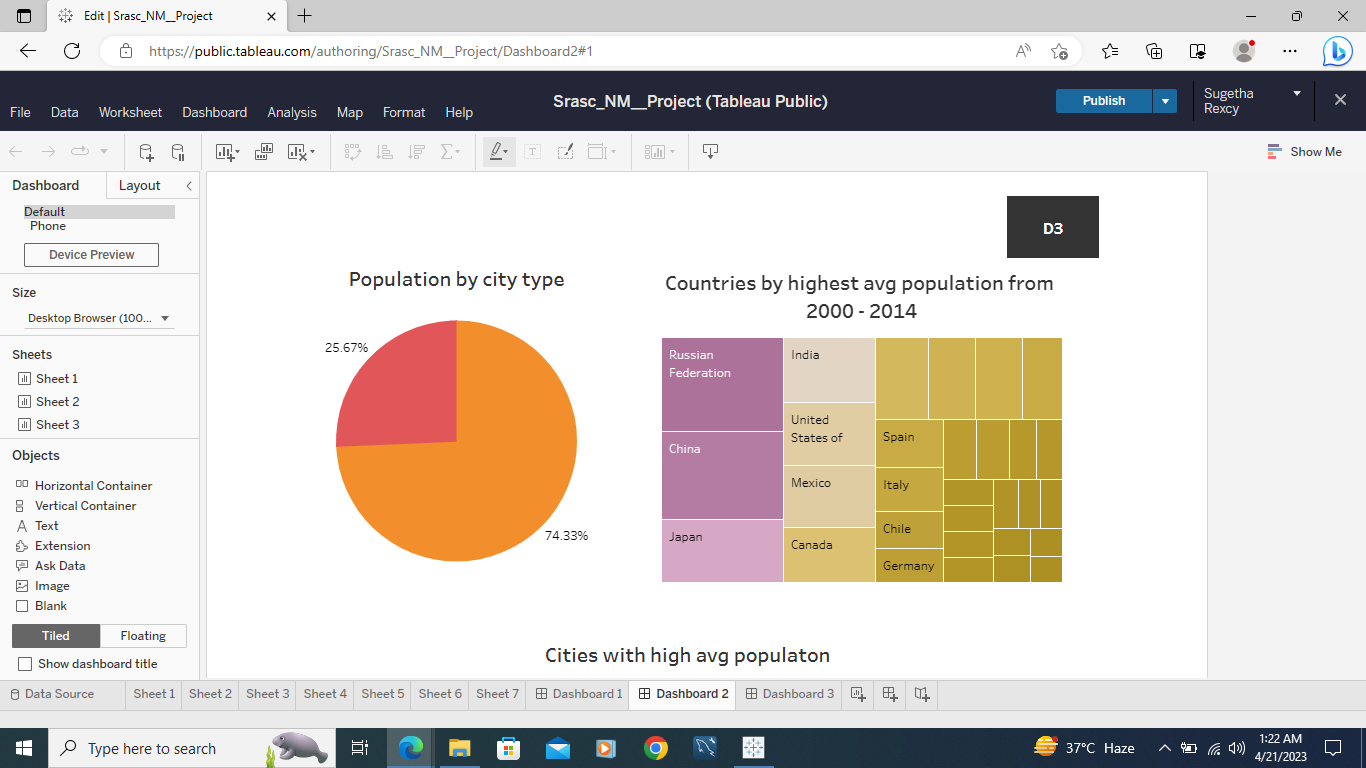 Edit | Srasc_NM__Project
https://public.tableau.com/authoring/Srasc_NM__Project/Dashboard2#1
Srasc_NM__Project (Tableau Public)
File Data Worksheet Dashboard Analysis Map Format Help
Publish
Sugetha
Rexcy
Show Me
Dashboard Layout
Default
Phone
Device Preview
Size
Desktop Browser (100...
Sheets
Sheet 1
Sheet 2
Sheet 3
Objects
Horizontal Container
Vertical Container
Text
Extension
Ask Data
Image
Blank
Tiled Floating
Show dashboard title
D3
Population by city type
25.67%
74.33%
Countries by highest avg population from
2000 - 2014
Russian
Federation
China
Japan
India
United
States of
Mexico
Canada
Spain
Italy
Chile
Germany
Cities with high avg populaton
Data Source Sheet 1 Sheet 2 Sheet 3 Sheet 4 Sheet 5 Sheet 6 Sheet 7 Dashboard 1 Dashboard 2 Dashboard 3
Type here to search
37°C Haze
1:22 AM
4/21/2023